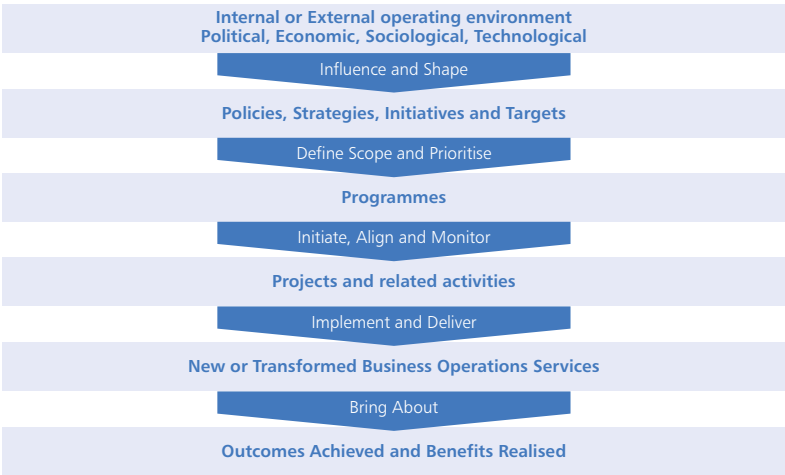 Internal or External operating environment
Political, Economic, Sociological, Technological
Influence and Shape
Policies, Strategies, Initiatives and Targets
Define Scope and Prioritise
Programmes
Initiate, Align and Monitor
Projects and related activities
Implement and Deliver
New or Transformed Business Operations Services
Bring About
Outcomes Achieved and Benefits Realised